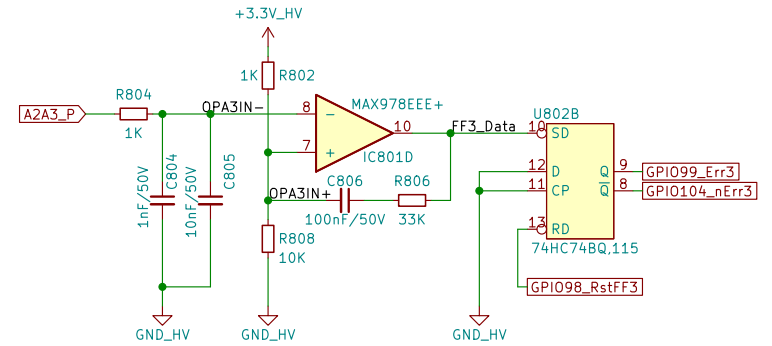 +3.3V_HV
R804
1K
R802
MAX978EEE+
U802B
A2A3_P
OPA3IN-
8
−
10
FF3_Data
10
SD
1K
7
+
IC801D
12
D
Q
9
GPIO99_Err3
C804
1nF/50V
C805
10nF/50V
OPA3IN+
C806
100nF/50V
R806
33K
11
CP
Q
8
GPIO104_nErr3
R808
10K
13
RD
74HC74BQ,115
GPIO98_RstFF3
GND_HV
GND_HV
GND_HV